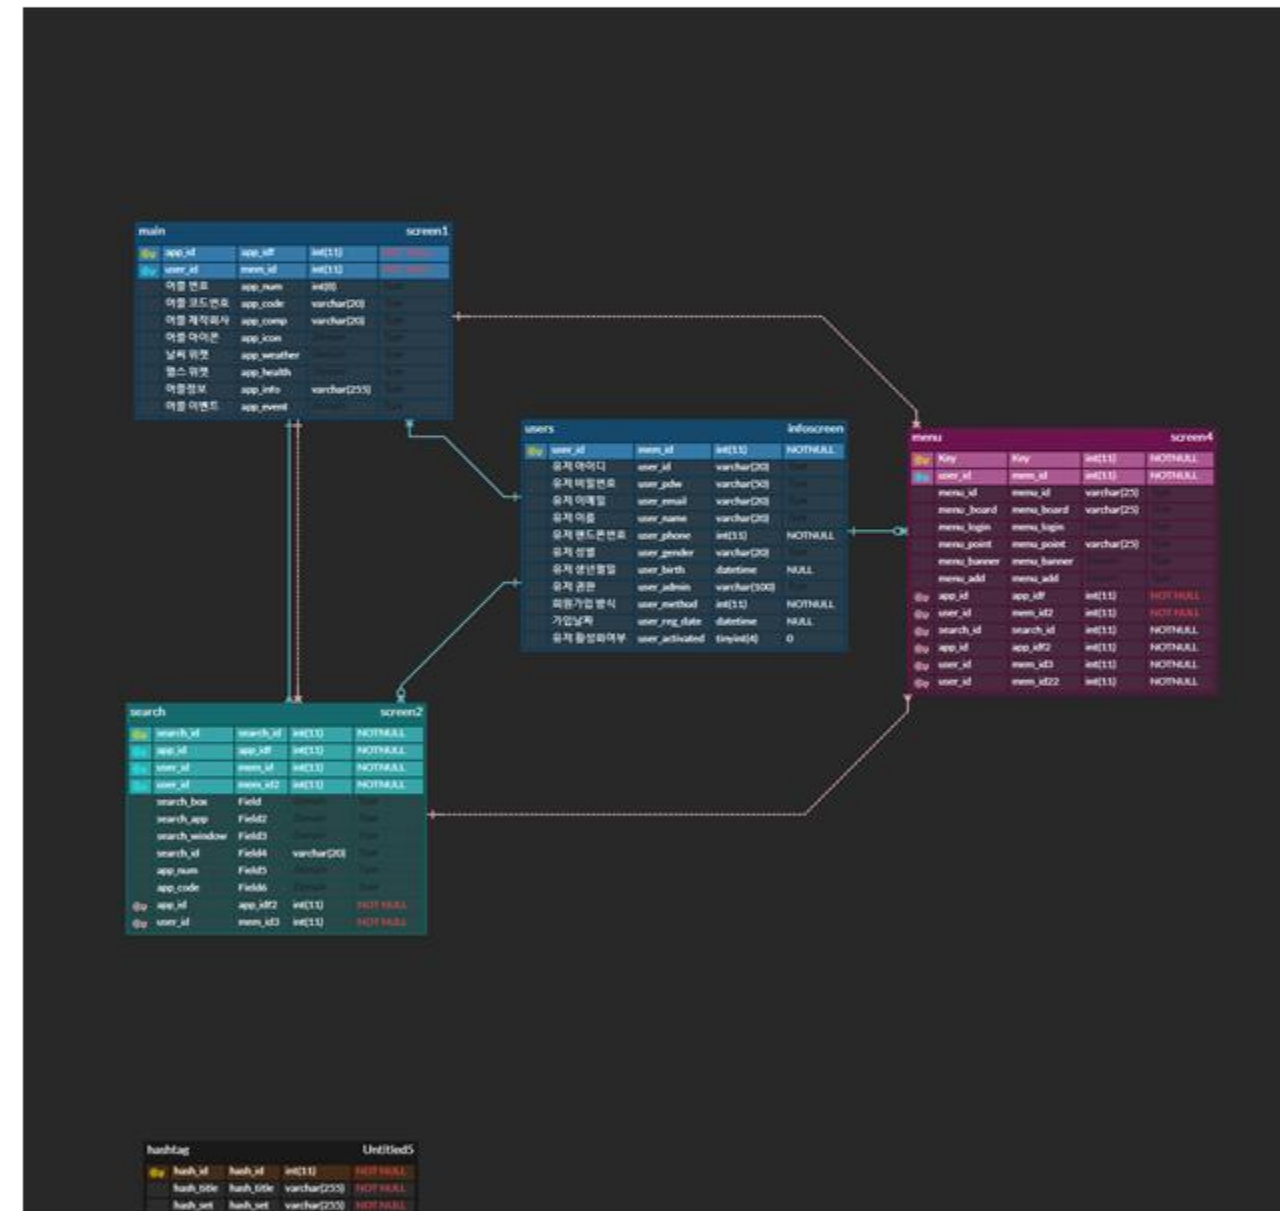 main screen1
app_id app_idf int(11)
user_id mem_id int(11)
어플 번호 app_num int(8)
어플 코드번호 app_code varchar(20)
어플 제작회사 app_comp varchar(20)
어플 아이콘 app_icon
날씨 위젯 app_weather
헬스 위젯 app_health
어플정보 app_info varchar(255)
어플 이벤트 app_event
users infoscreen
user_id mem_id int(11) NOTNULL
유저 아이디 user_id varchar(20)
유저 비밀번호 user_pdw varchar(50)
유저 이메일 user_email varchar(20)
유저 이름 user_name varchar(20)
유저 핸드폰번호 user_phone int(11) NOTNULL
유저 성별 user_gender varchar(20)
유저 생년월일 user_birth datetime NULL
유저 권한 user_admin varchar(100)
회원가입 방식 user_method int(11) NOTNULL
가입날짜 user_reg_date datetime NULL
유저 활성화여부 user_activated tinyint(4) 0
menu screen4
Key Key int(11) NOTNULL
user_id mem_id int(11) NOTNULL
menu_id menu_id varchar(25)
menu_board menu_board varchar(25)
menu_login menu_login
menu_point menu_point varchar(25)
menu_banner menu_banner
menu_add menu_add
app_id app_idf int(11) NOT NULL
user_id mem_id2 int(11) NOT NULL
search_id search_id int(11) NOTNULL
app_id app_idf2 int(11) NOTNULL
user_id mem_id3 int(11) NOTNULL
user_id mem_id22 int(11) NOTNULL
search screen2
search_id search_id int(11) NOTNULL
app_id app_idf int(11) NOTNULL
user_id mem_id int(11) NOTNULL
user_id mem_id2 int(11) NOTNULL
search_box Field
search_app Field2
search_window Field3
search_id Field4 varchar(20)
app_num Field5
app_code Field6
app_id app_idf2 int(11) NOT NULL
user_id mem_id3 int(11) NOT NULL
hashtag Untitled5
hash_id hash_id int(11) NOT NULL
hash_title hash_title varchar(255) NOT NULL
hash_set hash_set varchar(255) NOT NULL